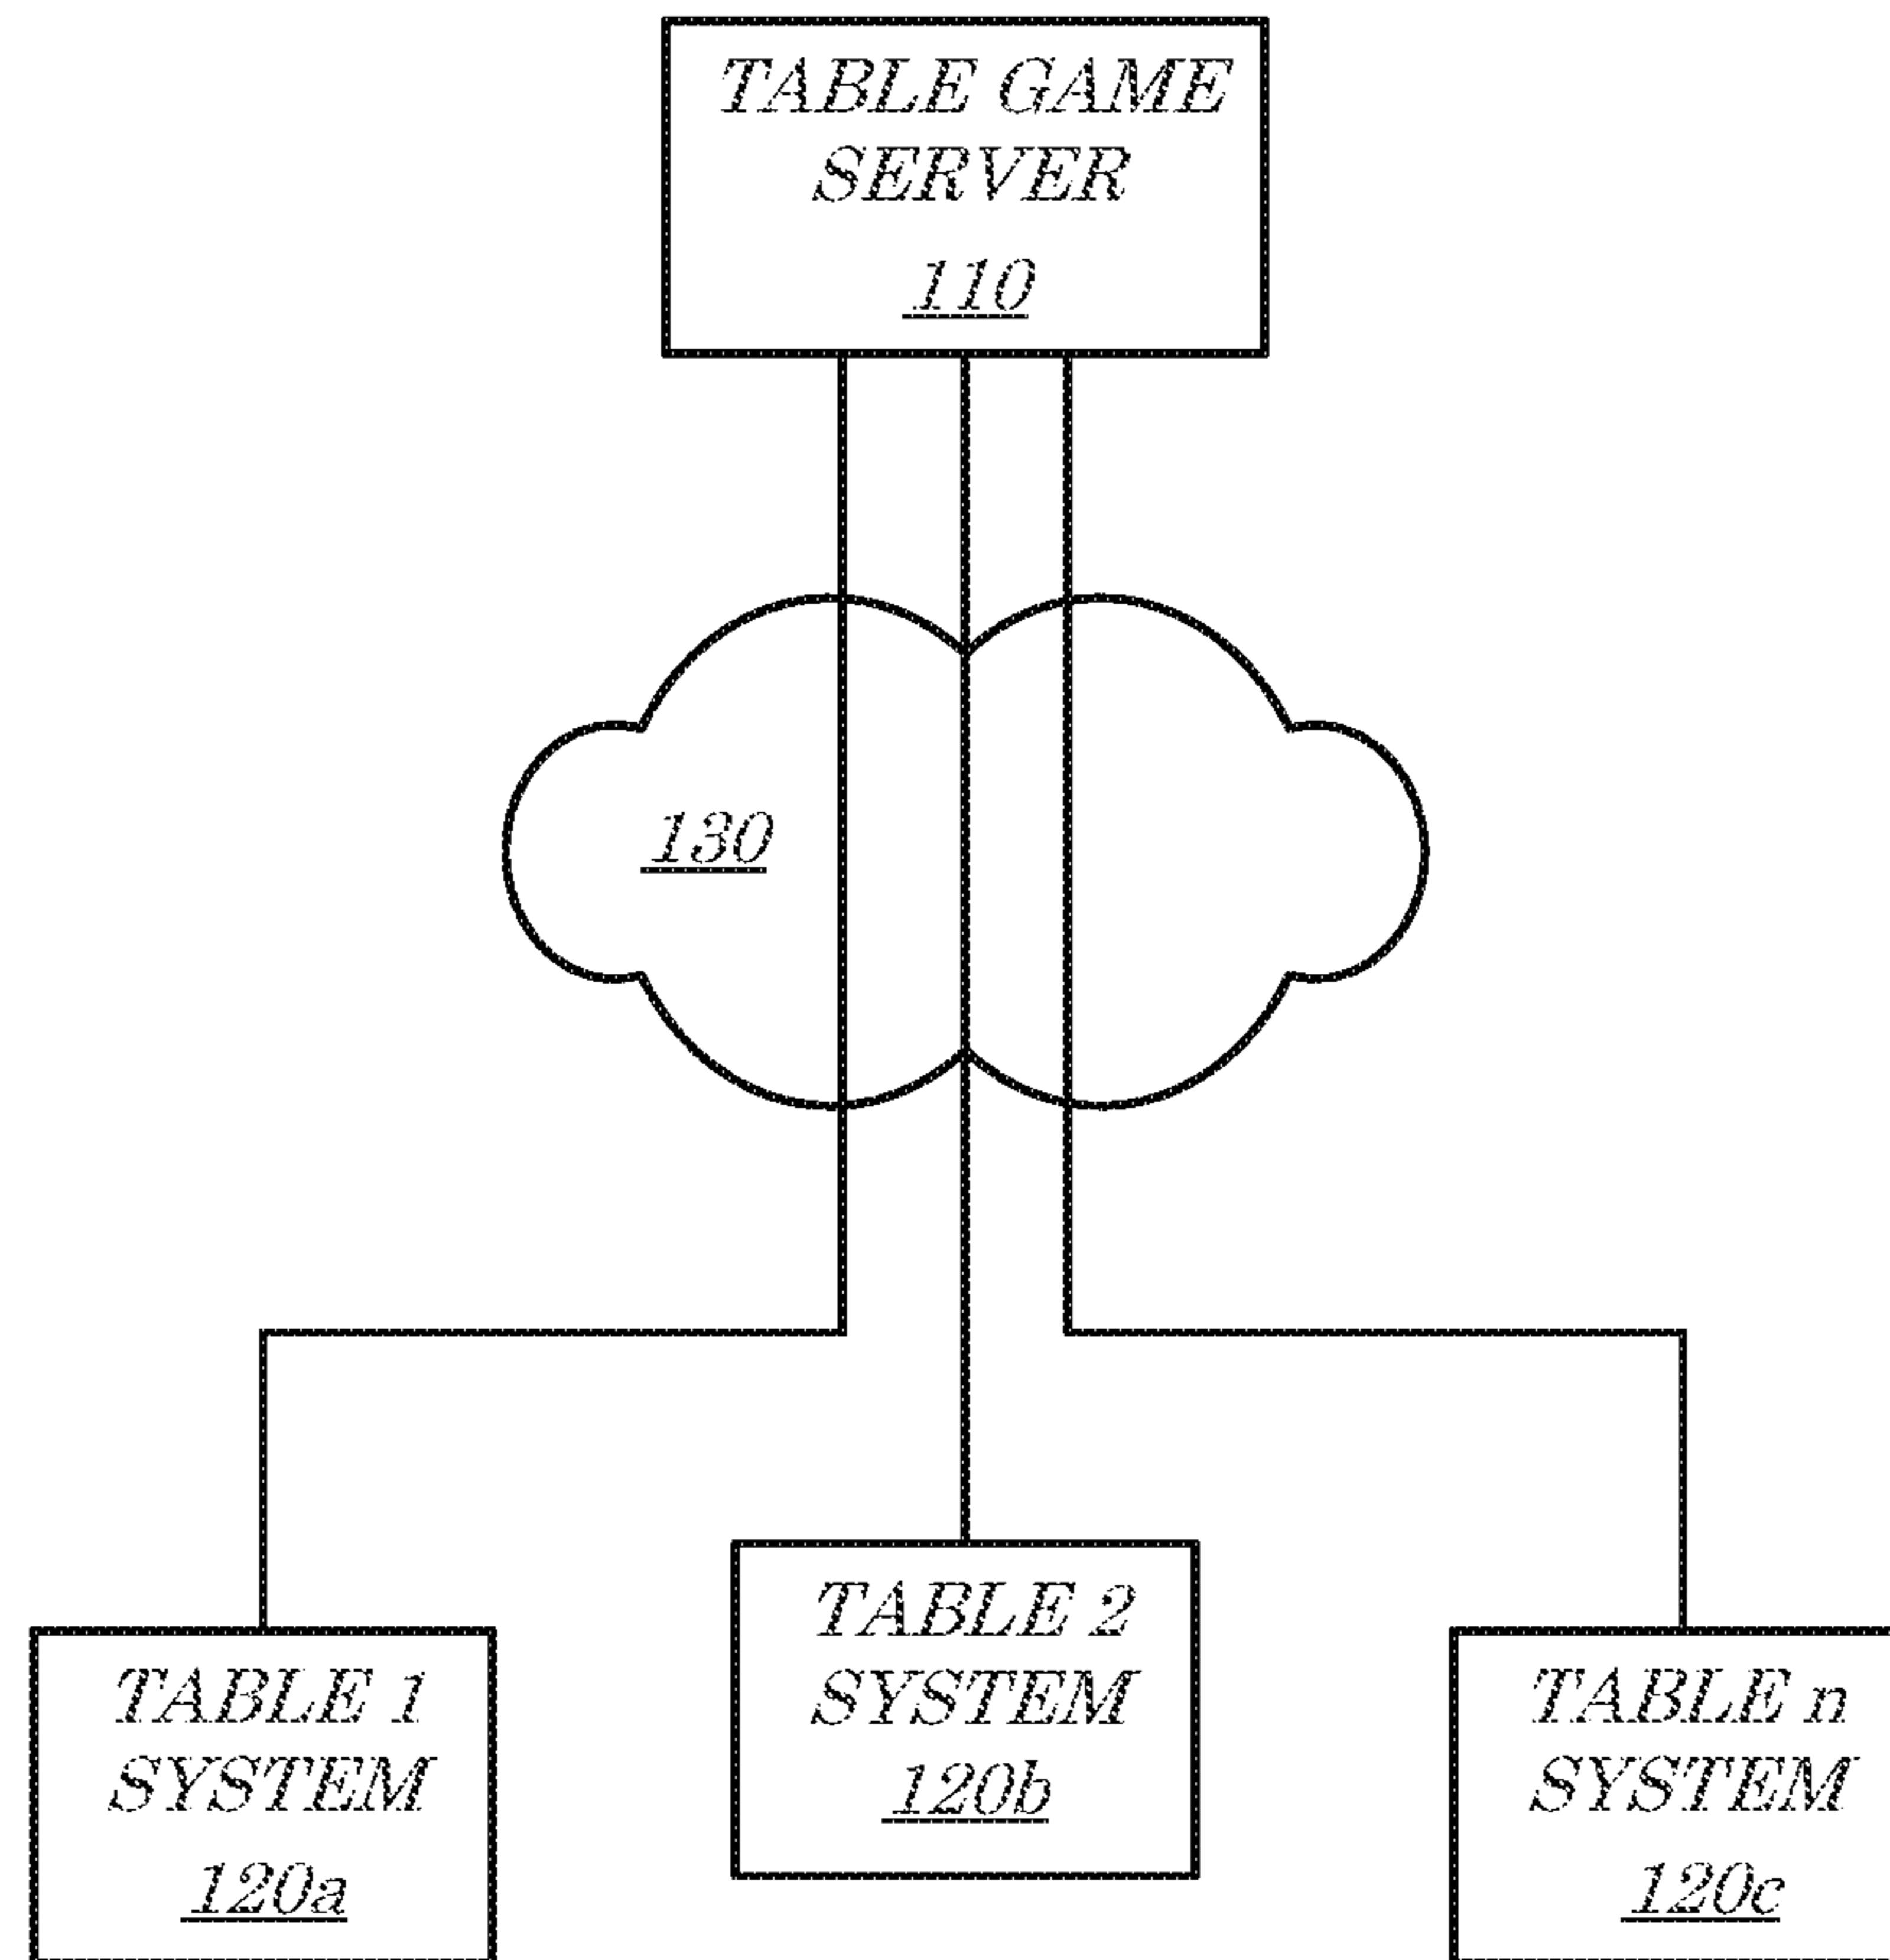 TABLE GAME
SERVER
110
130
TABLE 1
SYSTEM
120a
TABLE 2
SYSTEM
120b
TABLE n
SYSTEM
120c